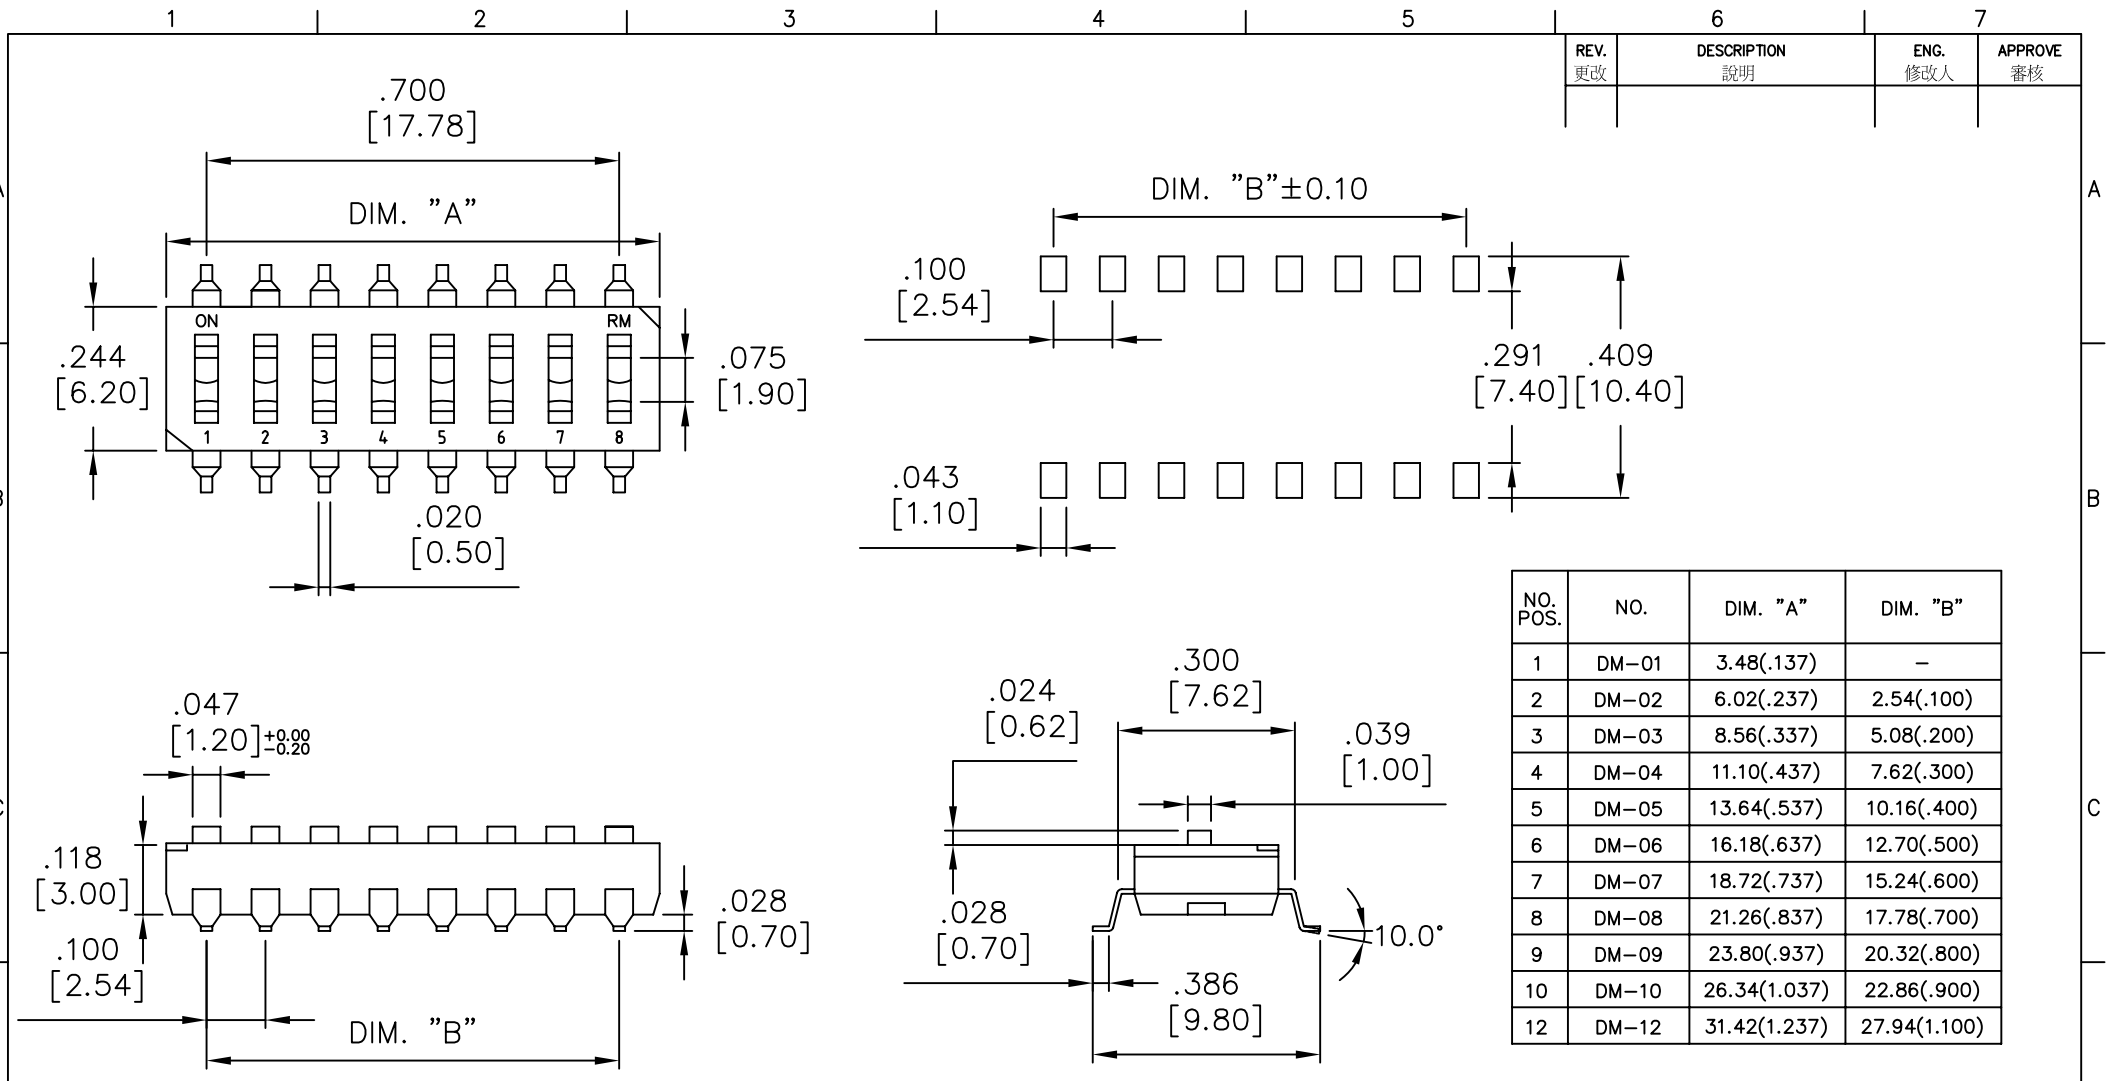 1 2 3 4 5 6 7
REV. DESCRIPTION ENG. APPROVE
更改 說明 修改人 審核
.700
[17.78]
DIM. ”A”
ON RM
1 2 3 4 5 6 7 8
.244
[6.20]
.075
[1.90]
.020
[0.50]
DIM. ”B”±0.10
.100
[2.54]
.291
[7.40]
.409
[10.40]
.043
[1.10]
A
A
B
B
.047
[1.20]+0.00
-0.20
.118
[3.00]
.100
[2.54]
.028
[0.70]
DIM. ”B”
.024
[0.62]
.300
[7.62]
.039
[1.00]
.028
[0.70]
10.0°
.386
[9.80]
NO. POS. NO. DIM. ”A” DIM. ”B”
1 DM-01 3.48(.137) -
2 DM-02 6.02(.237) 2.54(.100)
3 DM-03 8.56(.337) 5.08(.200)
4 DM-04 11.10(.437) 7.62(.300)
5 DM-05 13.64(.537) 10.16(.400)
6 DM-06 16.18(.637) 12.70(.500)
7 DM-07 18.72(.737) 15.24(.600)
8 DM-08 21.26(.837) 17.78(.700)
9 DM-09 23.80(.937) 20.32(.800)
10 DM-10 26.34(1.037) 22.86(.900)
12 DM-12 31.42(1.237) 27.94(1.100)
C
C